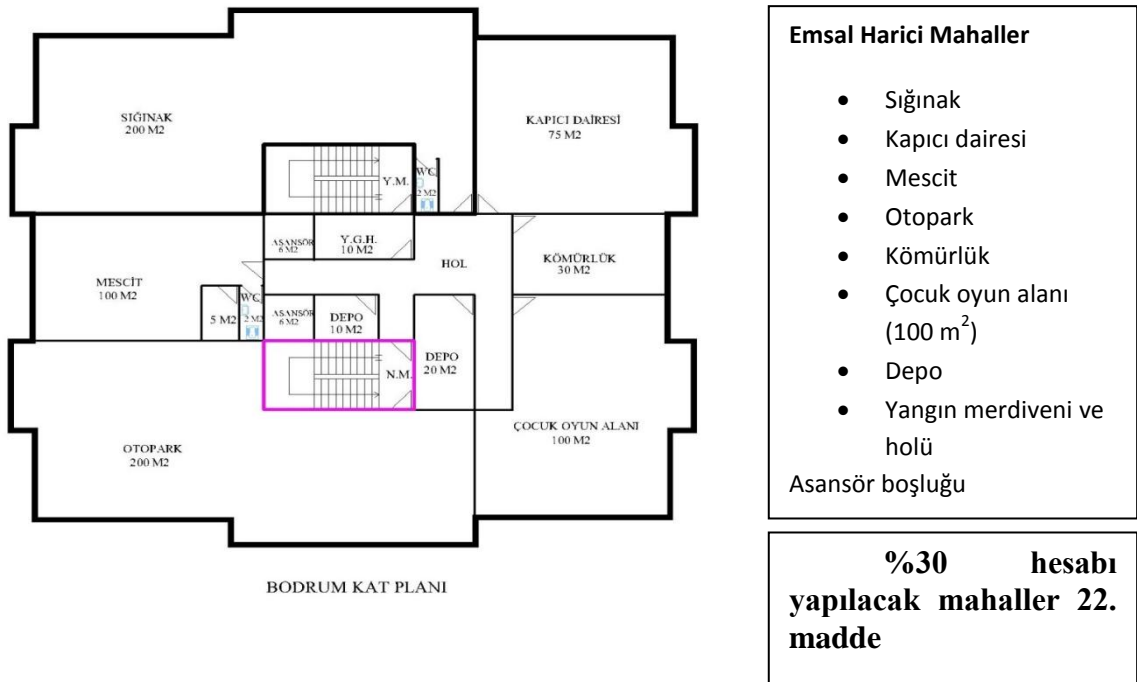 SIĞINAK
200 M2
KAPICI DAİRESİ
75 M2
Y.M.
WC
2 M2
ASANSÖR
6 M2
Y.G.H.
10 M2
HOL
KÖMÜRLÜK
30 M2
MESCİT
100 M2
5 M2
WC
2 M2
ASANSÖR
6 M2
DEPO
10 M2
DEPO
20 M2
N.M.
OTOPARK
200 M2
ÇOCUK OYUN ALANI
100 M2
BODRUM KAT PLANI
Emsal Harici Mahaller
• Sığınak
• Kapıcı dairesi
• Mescit
• Otopark
• Kömürlük
• Çocuk oyun alanı
(100 m²)
• Depo
• Yangın merdiveni ve
holü
Asansör boşluğu
%30 hesabı
yapılacak mahaller 22.
madde